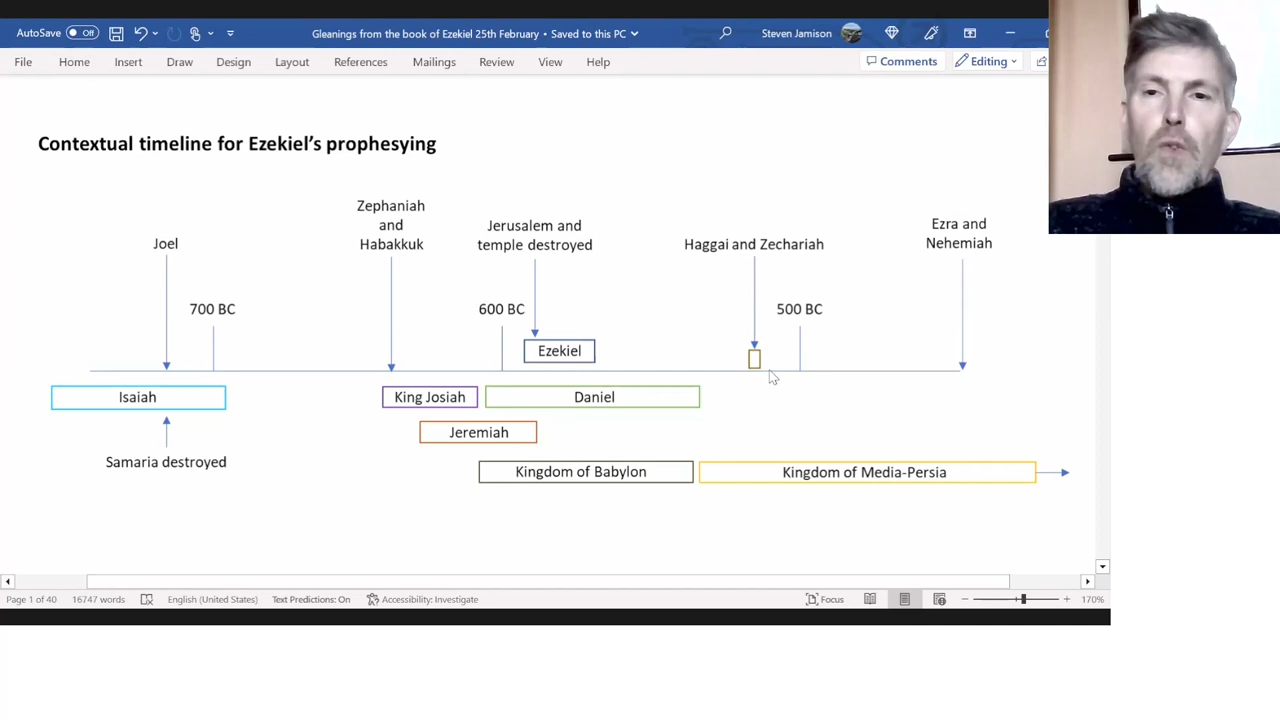 AutoSave Off
Gleanings from the book of Ezekiel 25th February • Saved to this PC
Steven Jamison
File Home Insert Draw Design Layout References Mailings Review View Help
Comments Editing
Contextual timeline for Ezekiel's prophesying
Joel
Zephaniah
and
Habakkuk
Jerusalem and
temple destroyed
Haggai and Zechariah
Ezra and
Nehemiah
700 BC
600 BC
500 BC
Ezekiel
Isaiah
King Josiah
Daniel
Jeremiah
Samaria destroyed
Kingdom of Babylon
Kingdom of Media-Persia
Page 1 of 40 16747 words English (United States) Text Predictions: On Accessibility: Investigate Focus 170%